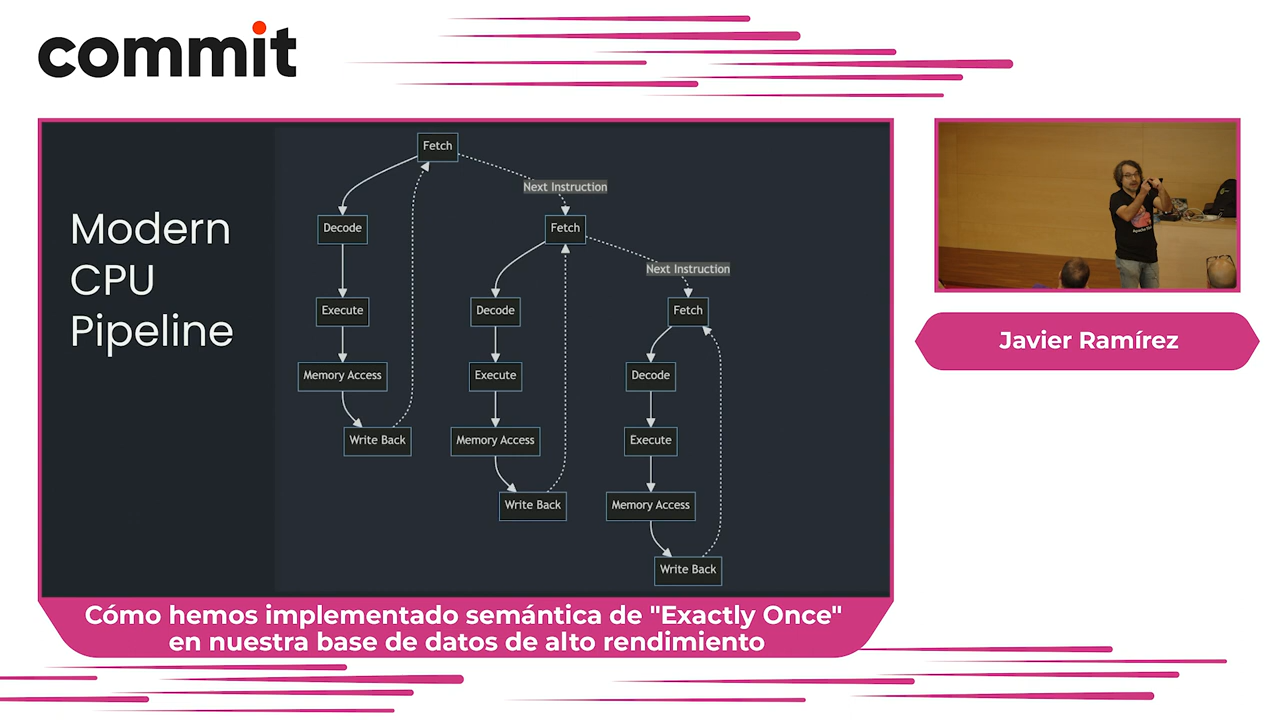 commit
Modern
CPU
Pipeline
Fetch
Next Instruction
Decode
Fetch
Next Instruction
Execute
Decode
Fetch
Memory Access
Execute
Decode
Write Back
Memory Access
Execute
Write Back
Memory Access
Write Back
Javier Ramírez
Cómo hemos implementado semántica de "Exactly Once"
en nuestra base de datos de alto rendimiento